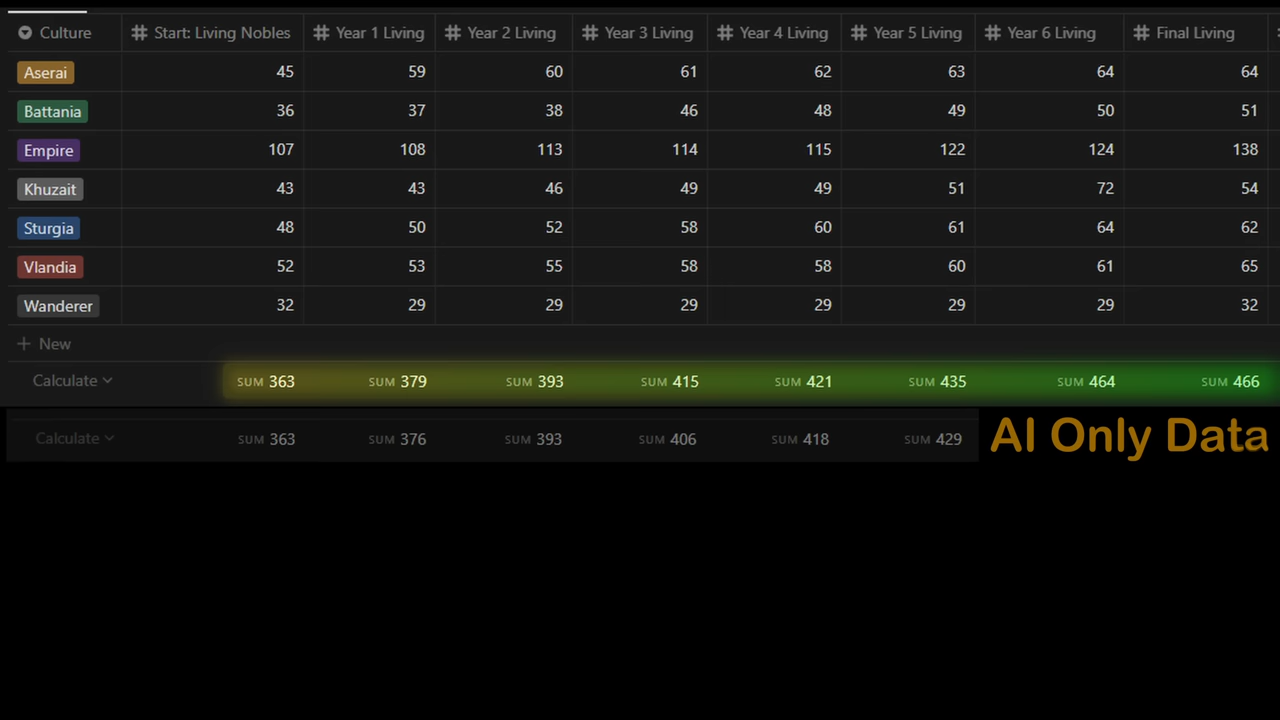 Culture Start: Living Nobles Year 1 Living Year 2 Living Year 3 Living Year 4 Living Year 5 Living Year 6 Living Final Living
Aserai 45 59 60 61 62 63 64 64
Battania 36 37 38 46 48 49 50 51
Empire 107 108 113 114 115 122 124 138
Khuzait 43 43 46 49 49 51 72 54
Sturgia 48 50 52 58 60 61 64 62
Vlandia 52 53 55 58 58 60 61 65
Wanderer 32 29 29 29 29 29 29 32
+ New
Calculate SUM 363 SUM 379 SUM 393 SUM 415 SUM 421 SUM 435 SUM 464 SUM 466
Calculate SUM 363 SUM 376 SUM 393 SUM 406 SUM 418 SUM 429 AI Only Data